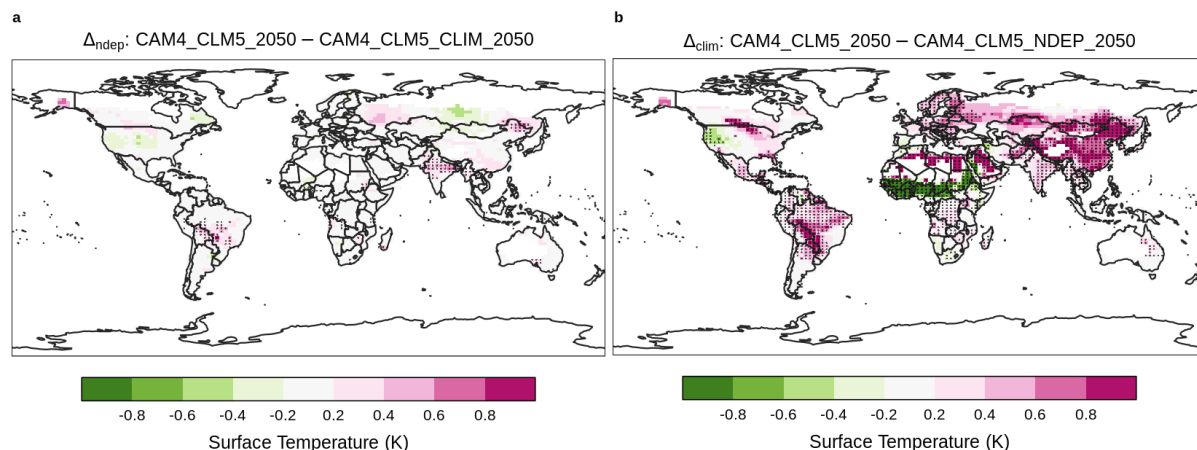 a
Δndep: CAM4_CLM5_2050 – CAM4_CLM5_CLIM_2050
-0.8 -0.6 -0.4 -0.2 0.2 0.4 0.6 0.8
Surface Temperature (K)
b
Δclim: CAM4_CLM5_2050 – CAM4_CLM5_NDEP_2050
-0.8 -0.6 -0.4 -0.2 0.2 0.4 0.6 0.8
Surface Temperature (K)